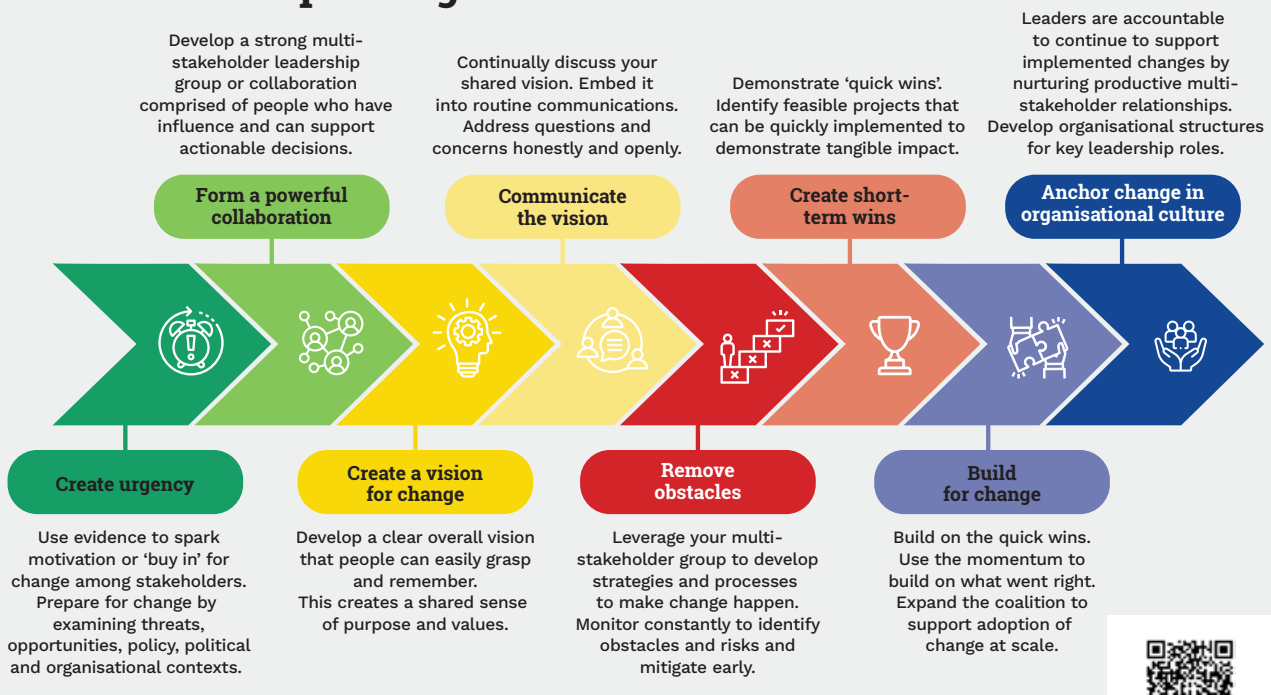 Develop a strong multi-
stakeholder leadership
group or collaboration
comprised of people who have
influence and can support
actionable decisions.
Form a powerful
collaboration
Continually discuss your
shared vision. Embed it
into routine communications.
Address questions and
concerns honestly and openly.
Communicate
the vision
Demonstrate ‘quick wins’.
Identify feasible projects that
can be quickly implemented to
demonstrate tangible impact.
Create short-
term wins
Leaders are accountable
to continue to support
implemented changes by
nurturing productive multi-
stakeholder relationships.
Develop organisational structures
for key leadership roles.
Anchor change in
organisational culture
Create urgency
Use evidence to spark
motivation or ‘buy in’ for
change among stakeholders.
Prepare for change by
examining threats,
opportunities, policy, political
and organisational contexts.
Create a vision
for change
Develop a clear overall vision
that people can easily grasp
and remember.
This creates a shared sense
of purpose and values.
Remove
obstacles
Leverage your multi-
stakeholder group to develop
strategies and processes
to make change happen.
Monitor constantly to identify
obstacles and risks and
mitigate early.
Build
for change
Build on the quick wins.
Use the momentum to
build on what went right.
Expand the coalition to
support adoption of
change at scale.